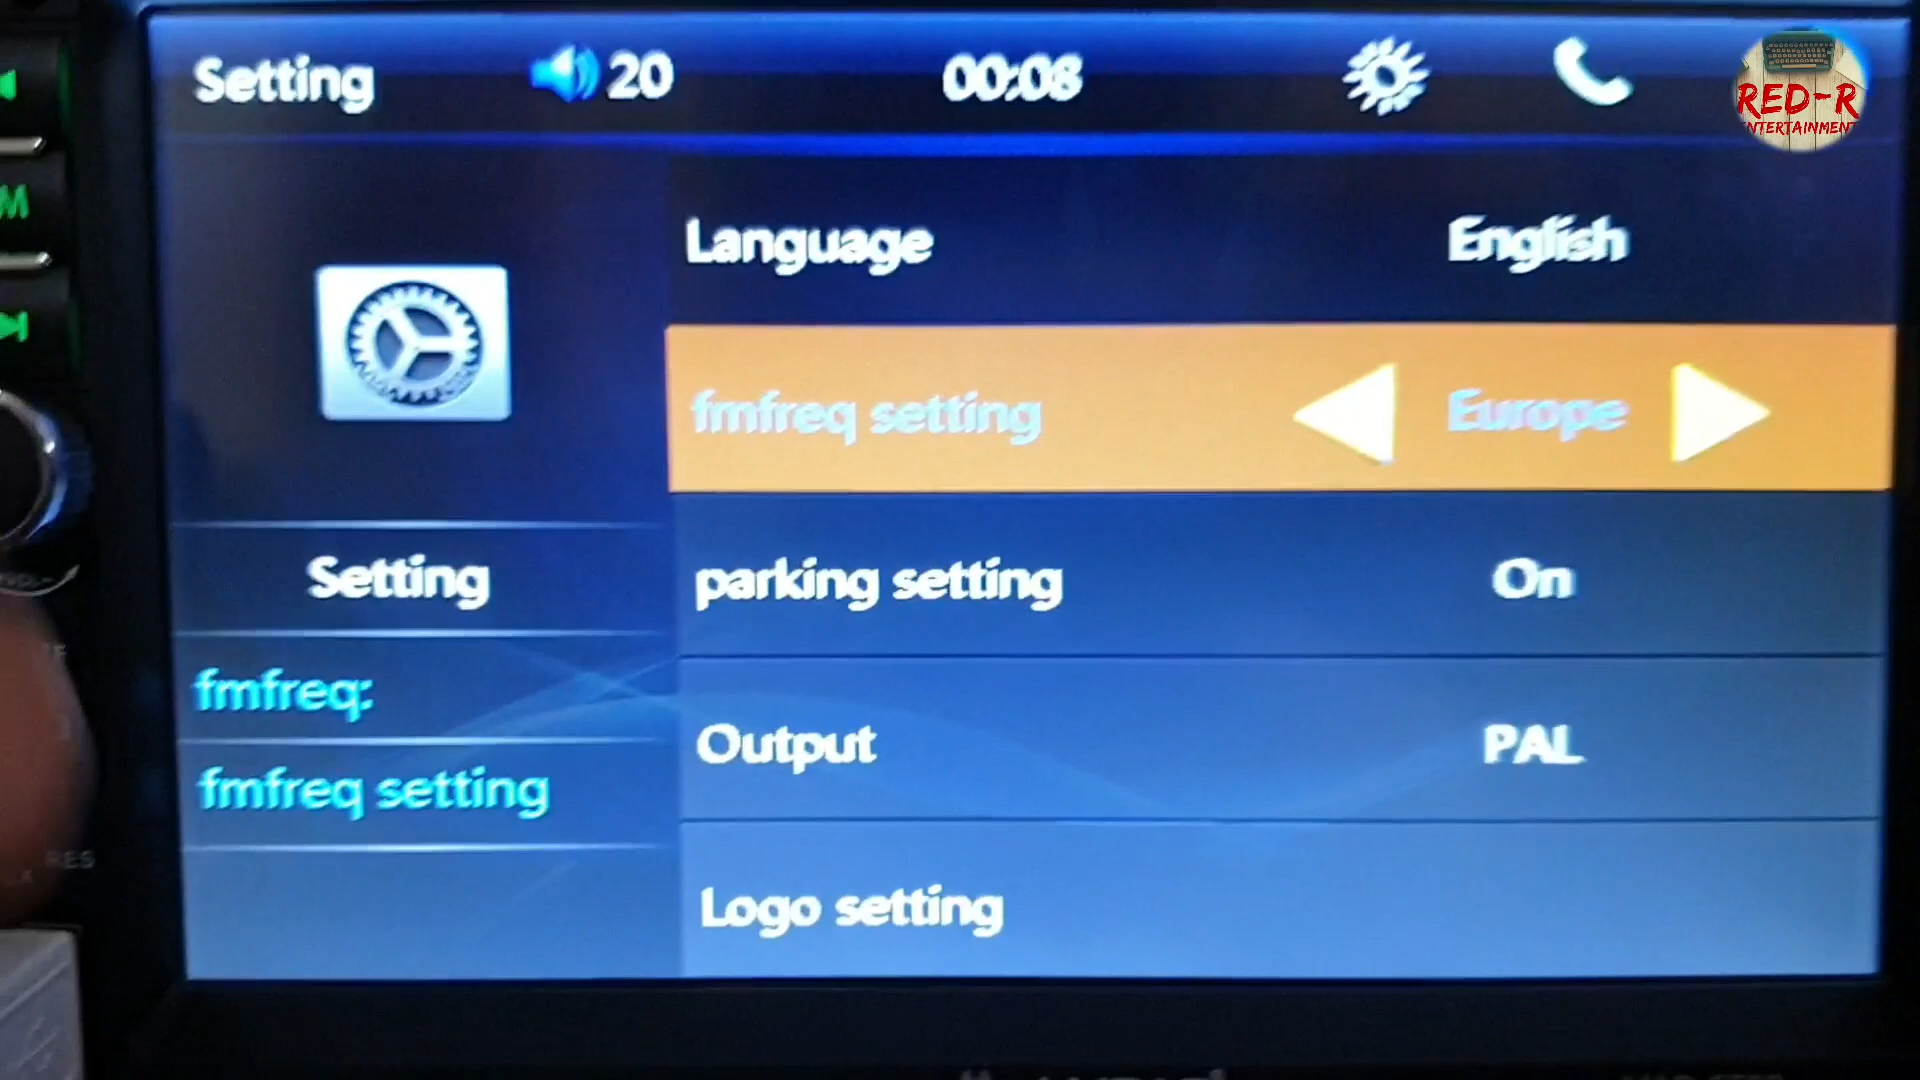 Setting 20 00:08
RED-R
ENTERTAINMENT
Language English
fmfreq setting Europe
parking setting On
Setting
fmfreq:
Output PAL
fmfreq setting
Logo setting
RES